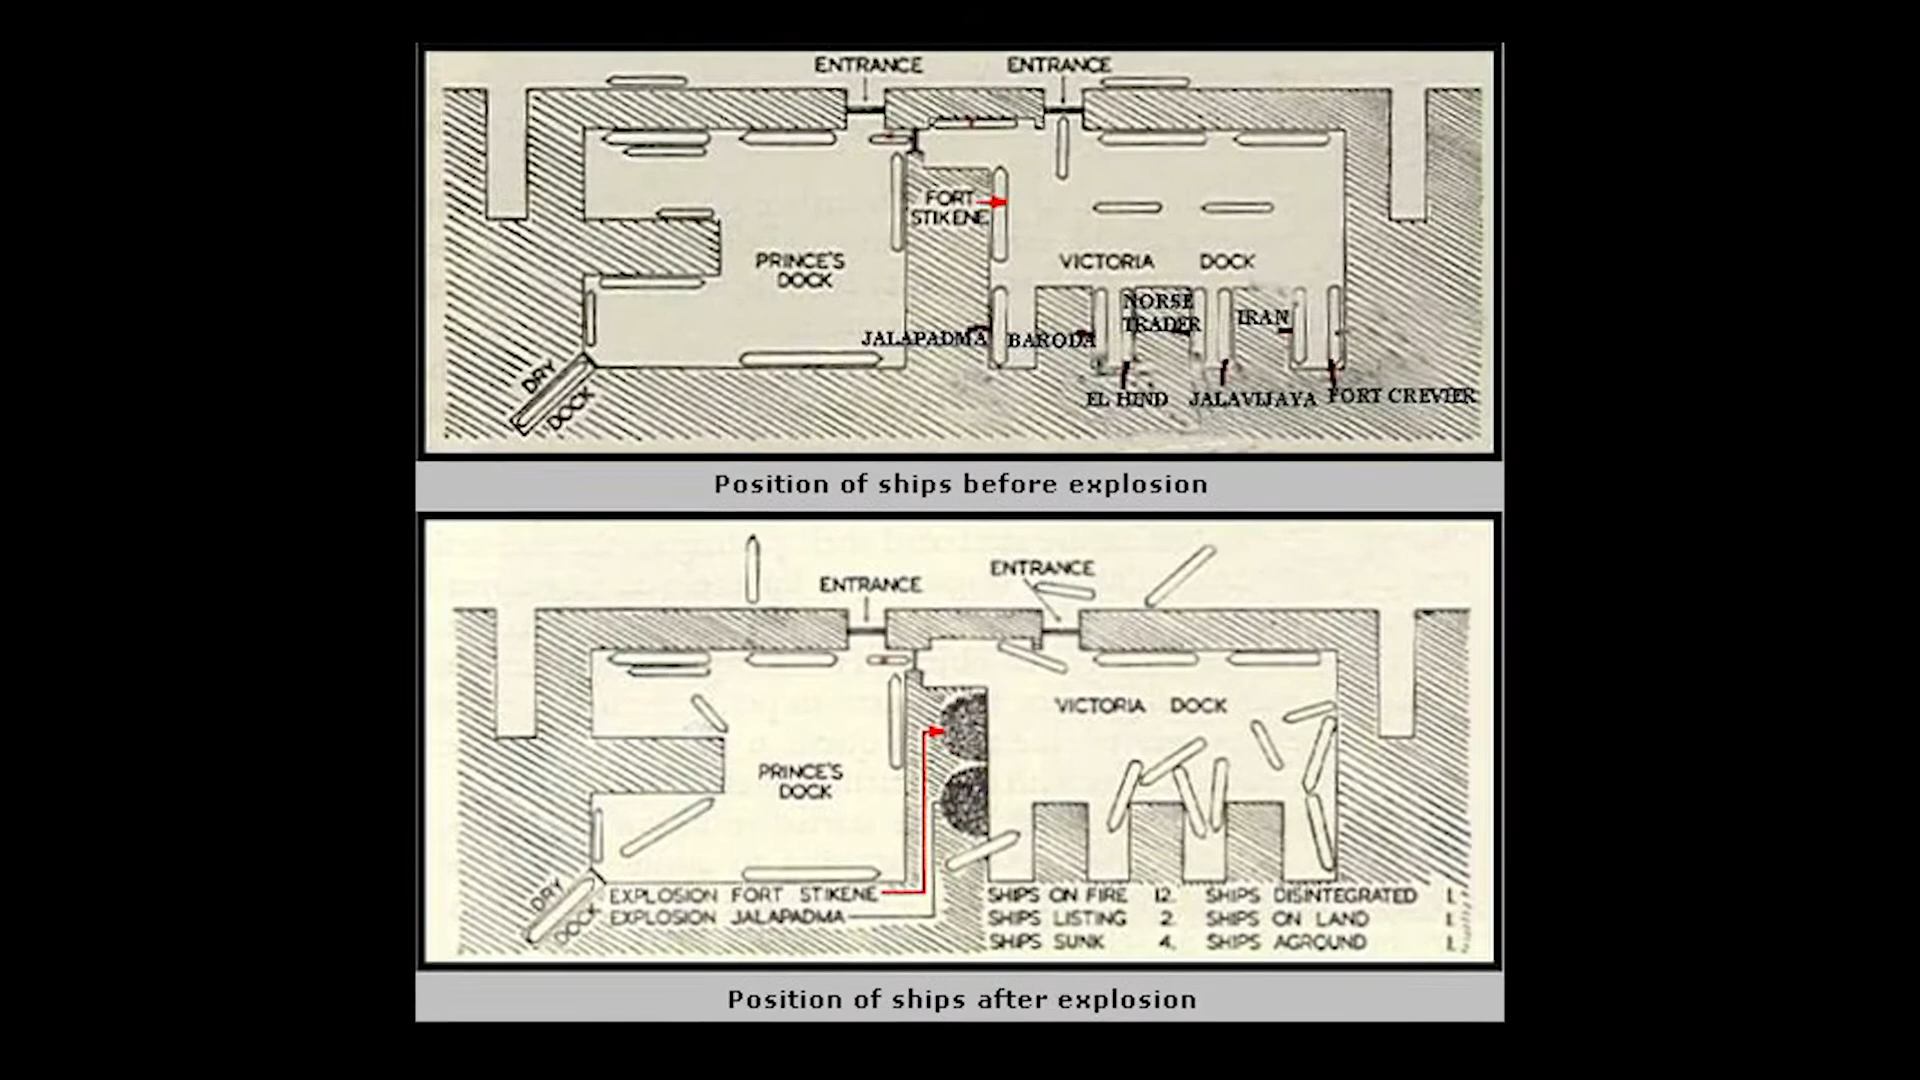 ENTRANCE
ENTRANCE
FORT
STIKENE
PRINCE'S
DOCK
VICTORIA DOCK
NORSE
TRADER
IRAN
JALAPADMA
BARODA
DRY
DOCK
EL HIND
JALAVIJAYA
FORT CREVIER
Position of ships before explosion
ENTRANCE
ENTRANCE
VICTORIA DOCK
PRINCE'S
DOCK
DRY
DOCK
EXPLOSION FORT STIKENE
EXPLOSION JALAPADMA
SHIPS ON FIRE 12. SHIPS DISINTEGRATED 1.
SHIPS LISTING 2. SHIPS ON LAND 1.
SHIPS SUNK 4. SHIPS AGROUND 1.
Position of ships after explosion